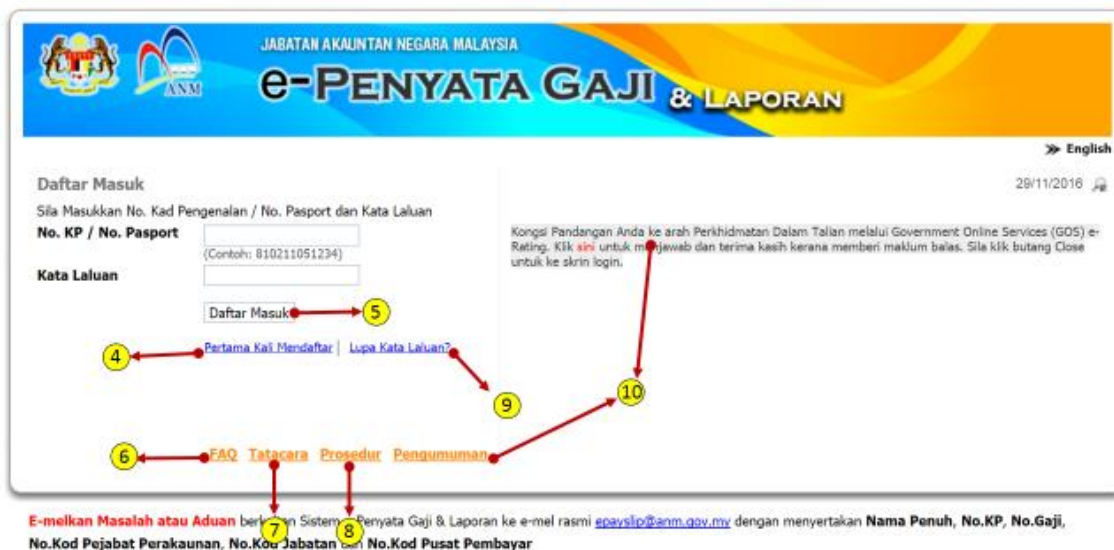 JABATAN AKAUNTAN NEGARA MALAYSIA
ANM
e-PENYATA GAJI & LAPORAN
English
Daftar Masuk
29/11/2016
Sila Masukkan No. Kad Pengenalan / No. Pasport dan Kata Laluan
No. KP / No. Pasport
(Contoh: 810211051234)
Kata Laluan
Daftar Masuk
5
4
Pertama Kali Mendaftar | Lupa Kata Laluan?
9
Kongsi Pandangan Anda ke arah Perkhidmatan Dalam Talian melalui Government Online Services (GOS) e-
Rating. Klik sini untuk menjawab dan terima kasih kerana memberi maklum balas. Sila klik butang Close
untuk ke skrin login.
10
6
FAQ Tatacara Prosedur Pengumuman
7
8
E-melkan Masalah atau Aduan Sistem Penyata Gaji & Laporan ke e-mel rasmi epayslip@anm.gov.my dengan menyertakan Nama Penuh, No.KP, No.Gaji,
No.Kod Pejabat Perakaunan, No.Kod Jabatan No.Kod Pusat Pembayar